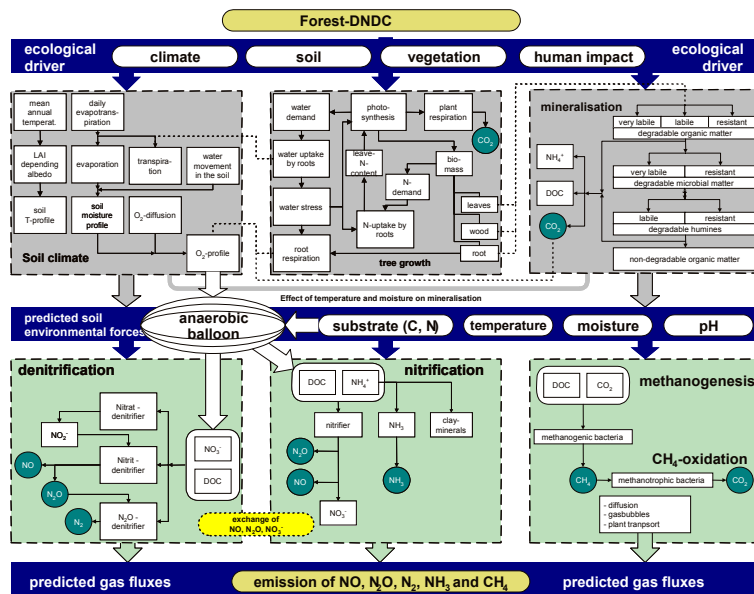 Forest-DNDC
ecological
driver
climate
soil
vegetation
human impact
ecological
driver
mean
annual
temperat.
daily
evapotrans-
piration
LAI
depending
albedo
evaporation
transpira-
tion
water
movement
in the soil
soil
T-profile
soil
moisture
profile
O₂-diffusion
O₂-profile
Soil climate
water
demand
photo-
synthesis
plant
respiration
CO₂
water uptake
by roots
leave-
N-
content
bio-
mass
N-
demand
water stress
N-uptake by
roots
leaves
wood
root
root
respiration
tree growth
mineralisation
very labile
labile
resistant
degradable organic matter
NH₄⁺
very labile
resistant
degradable microbial matter
DOC
labile
resistant
degradable humines
CO₂
non-degradable organic matter
Effect of temperature and moisture on mineralisation
predicted soil
environmental forces
anaerobic
balloon
substrate (C, N)
temperature
moisture
pH
denitrification
Nitrat -
denitrifier
NO₂⁻
Nitrit -
denitrifier
NO
N₂O
N₂
N₂O -
denitrifier
NO₃⁻
DOC
nitrification
DOC
NH₄⁺
nitrifier
NH₃
clay-
minerals
N₂O
NO
NH₃
NO₃⁻
exchange of
NO, N₂O, NO₃⁻
methanogenesis
DOC
CO₂
methanogenic bacteria
CH₄-oxidation
CH₄
methanotrophic bacteria
CO₂
- diffusion
- gasbubbles
- plant transport
predicted gas fluxes
emission of NO, N₂O, N₂, NH₃ and CH₄
predicted gas fluxes